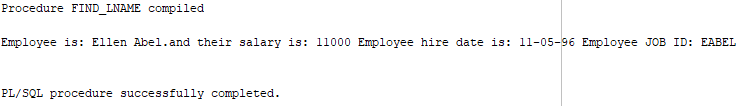 Procedure FIND_LNAME compiled
Employee is: Ellen Abel.and their salary is: 11000 Employee hire date is: 11-05-96 Employee JOB ID: EABEL
PL/SQL procedure successfully completed.